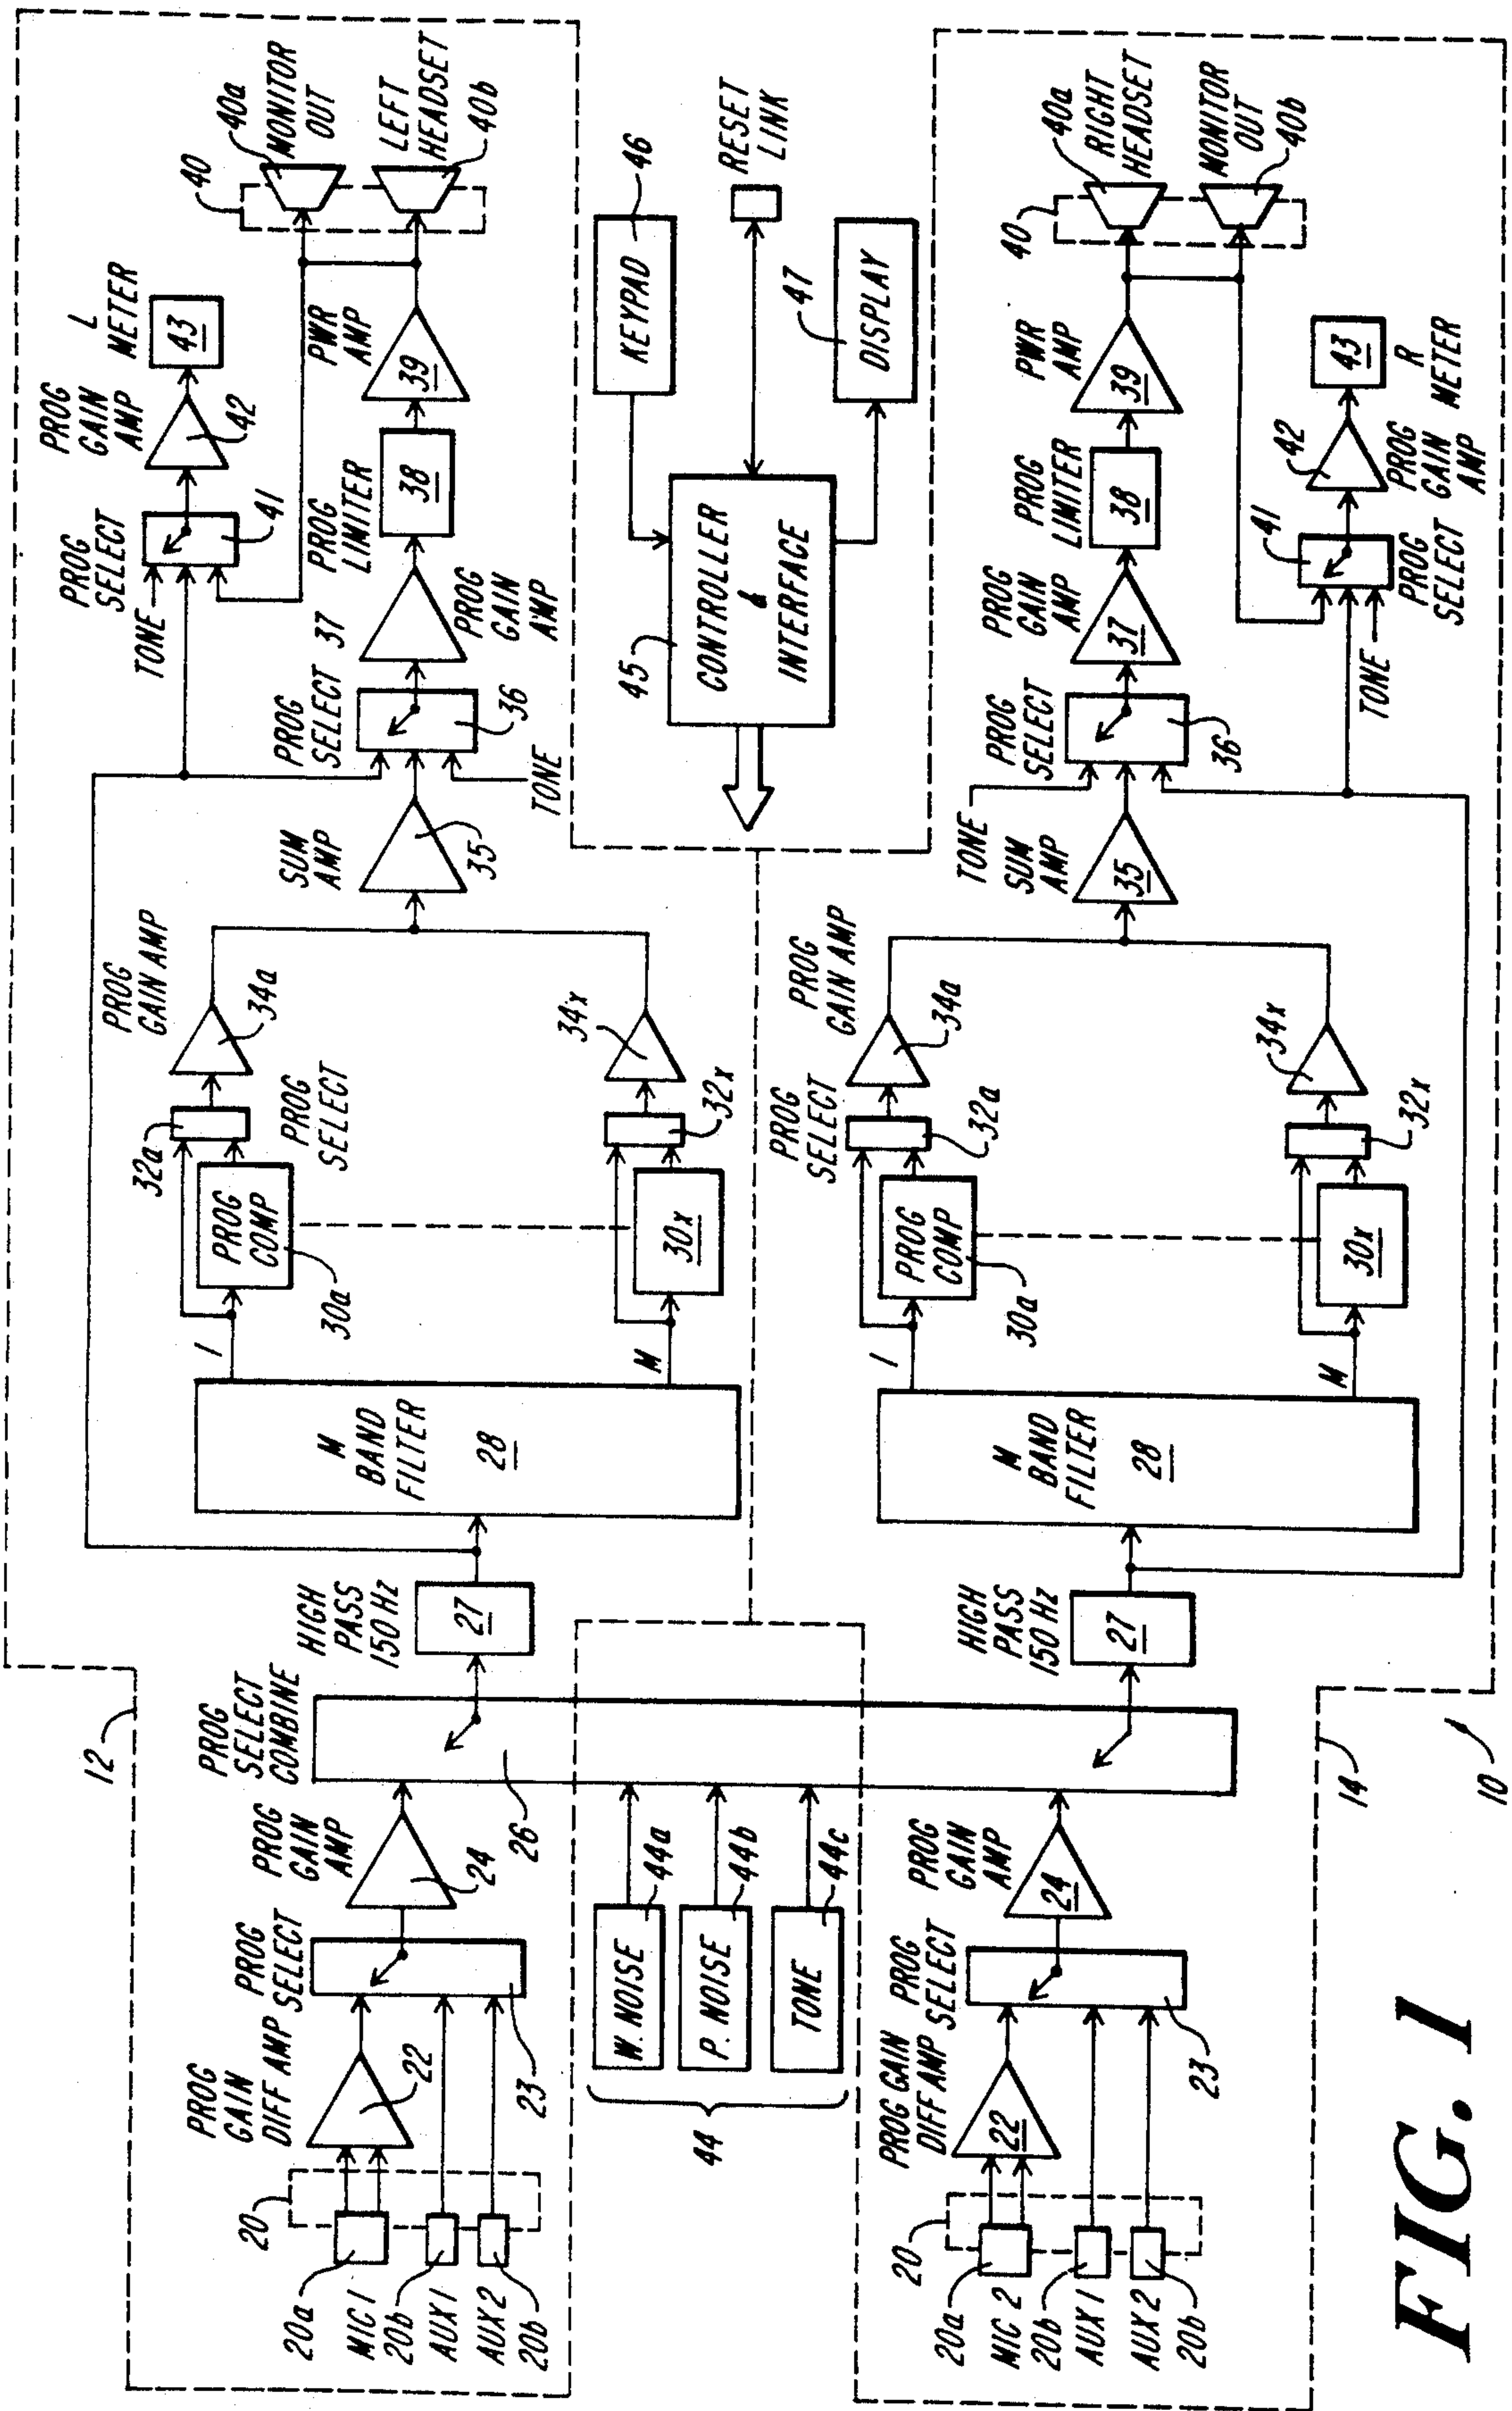 12
20
20a
MIC 1
20b
AUX 1
AUX 2
20b
PROG
GAIN
DIFF AMP
22
PROG
SELECT
23
PROG
GAIN
AMP
24
PROG
SELECT
COMBINE
26
HIGH
PASS
150 Hz
27
M
BAND
FILTER
28
1
M
30a
PROG
COMP
30x
32a
PROG
SELECT
32x
PROG
GAIN AMP
34a
34x
SUM
AMP
35
TONE
PROG
SELECT
36
37
PROG
GAIN
AMP
PROG
LIMITER
38
PWR
AMP
39
TONE
PROG
SELECT
41
PROG
GAIN
AMP
42
L
METER
43
40
40a
MONITOR
OUT
LEFT
HEADSET
40b
44
W. NOISE
44a
P. NOISE
44b
TONE
44c
45
CONTROLLER
&
INTERFACE
KEYPAD
46
RESET
LINK
47
DISPLAY
20
20a
MIC 2
20b
AUX 1
AUX 2
20b
PROG GAIN
DIFF AMP
22
PROG
SELECT
23
PROG
GAIN
AMP
24
HIGH
PASS
150 Hz
27
M
BAND
FILTER
28
1
M
30a
PROG
COMP
30x
PROG
SELECT
32a
32x
PROG
GAIN AMP
34a
34x
TONE
SUM
AMP
35
PROG
SELECT
36
PROG
GAIN
AMP
37
PROG
LIMITER
38
PWR
AMP
39
40
40a
RIGHT
HEADSET
MONITOR
OUT
40b
TONE
41
PROG
SELECT
42
PROG
GAIN
AMP
43
R
METER
14
10
FIG. 1